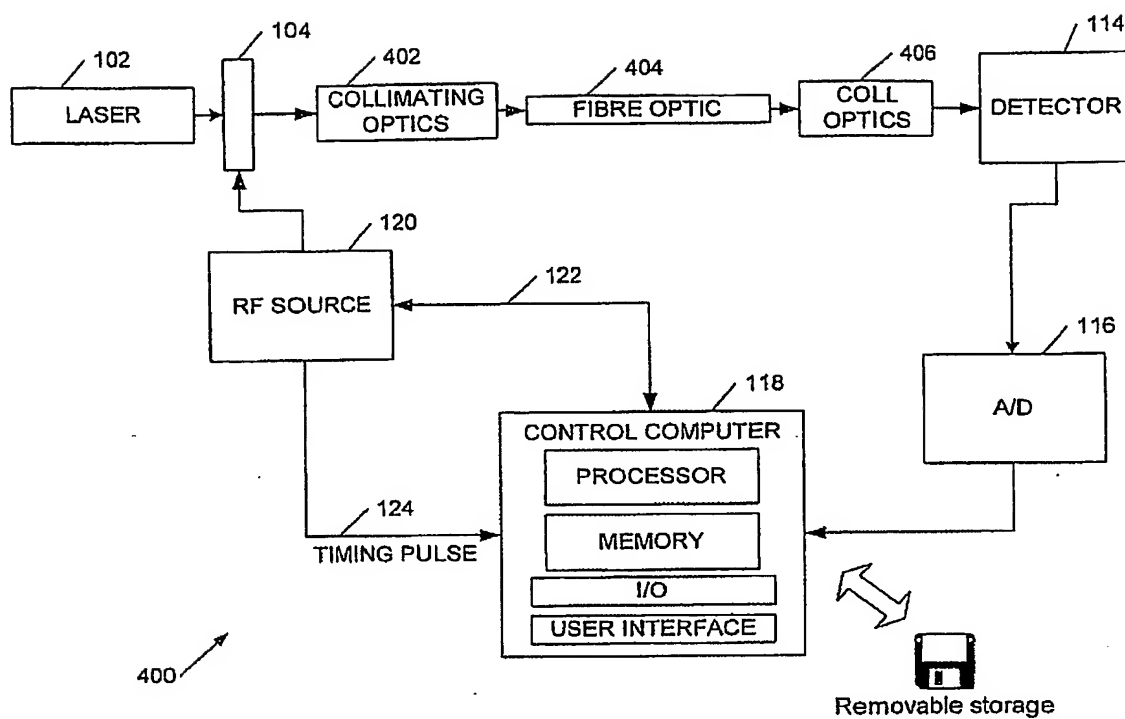 104
114
102
402
404
406
LASER
COLLIMATING
OPTICS
FIBRE OPTIC
COLL
OPTICS
DETECTOR
120
122
RF SOURCE
116
118
A/D
CONTROL COMPUTER
PROCESSOR
124
TIMING PULSE
MEMORY
I/O
USER INTERFACE
400
Removable storage